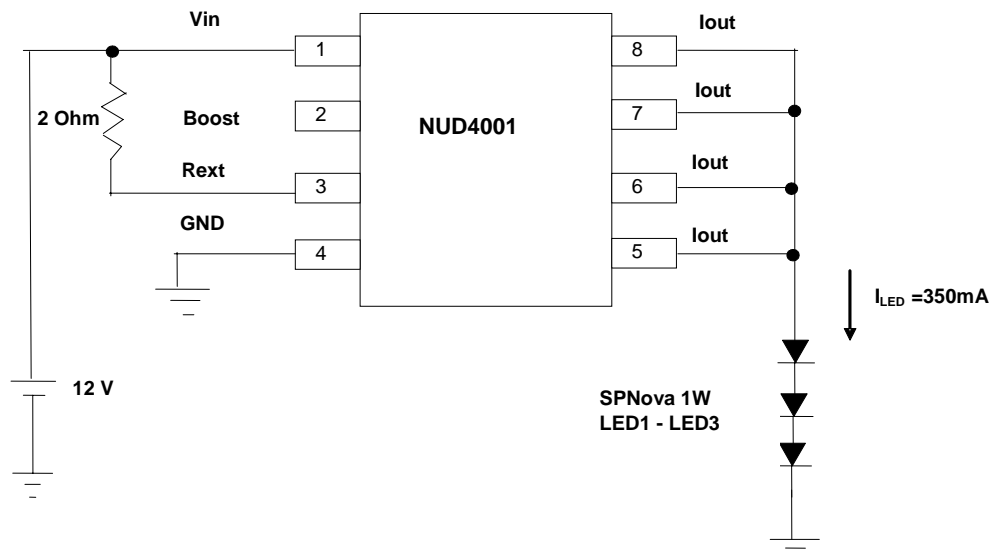 Vin
Iout
1
8
2 Ohm
Boost
2
NUD4001
7
Iout
Rext
3
6
Iout
GND
4
5
Iout
I_LED =350mA
12 V
SPNova 1W
LED1 - LED3